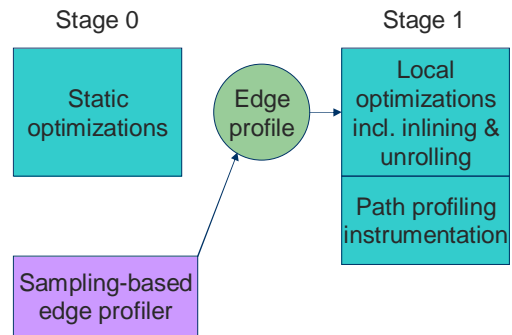 Stage 0
Stage 1
Static
optimizations
Edge
profile
Local
optimizations
incl. inlining &
unrolling
Path profiling
instrumentation
Sampling-based
edge profiler